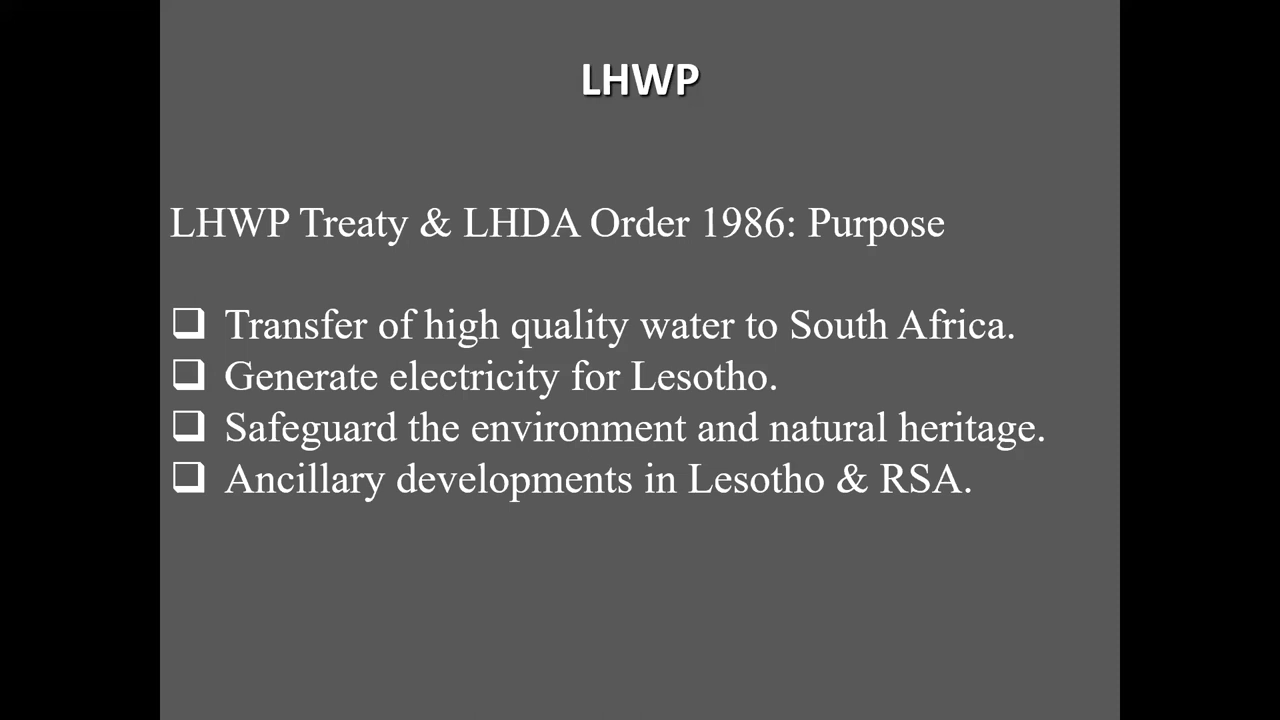 LHWP
LHWP Treaty & LHDA Order 1986: Purpose
❑ Transfer of high quality water to South Africa.
❑ Generate electricity for Lesotho.
❑ Safeguard the environment and natural heritage.
❑ Ancillary developments in Lesotho & RSA.